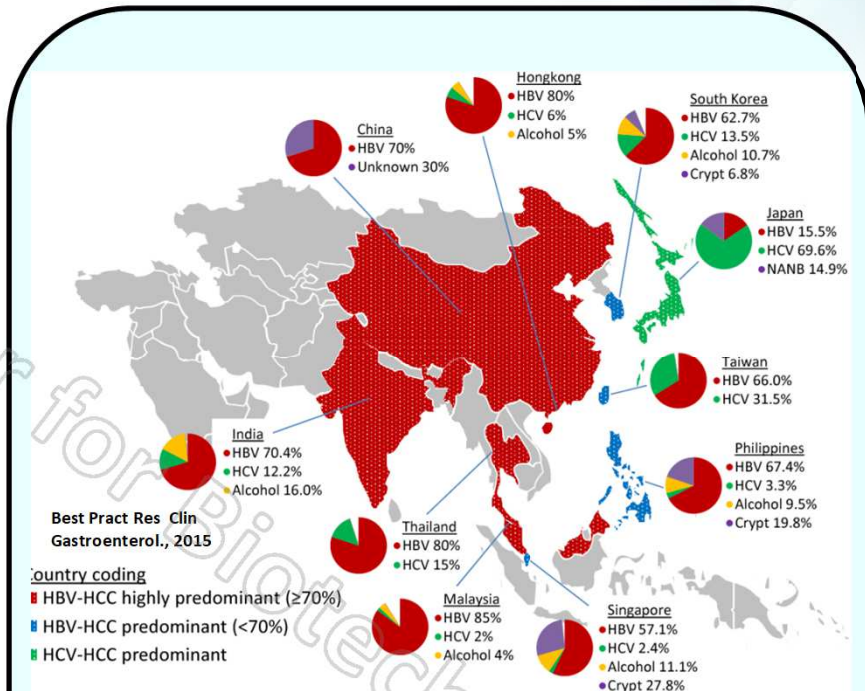 Hongkong
HBV 80%
HCV 6%
Alcohol 5%
South Korea
HBV 62.7%
HCV 13.5%
Alcohol 10.7%
Crypt 6.8%
China
HBV 70%
Unknown 30%
Japan
HBV 15.5%
HCV 69.6%
NANB 14.9%
Taiwan
HBV 66.0%
HCV 31.5%
India
HBV 70.4%
HCV 12.2%
Alcohol 16.0%
Philippines
HBV 67.4%
HCV 3.3%
Alcohol 9.5%
Crypt 19.8%
Best Pract Res Clin
Gastroenterol., 2015
Thailand
HBV 80%
HCV 15%
Malaysia
HBV 85%
HCV 2%
Alcohol 4%
Singapore
HBV 57.1%
HCV 2.4%
Alcohol 11.1%
Crypt 27.8%
Country coding
HBV-HCC highly predominant (≥70%)
HBV-HCC predominant (<70%)
HCV-HCC predominant
for Biotech